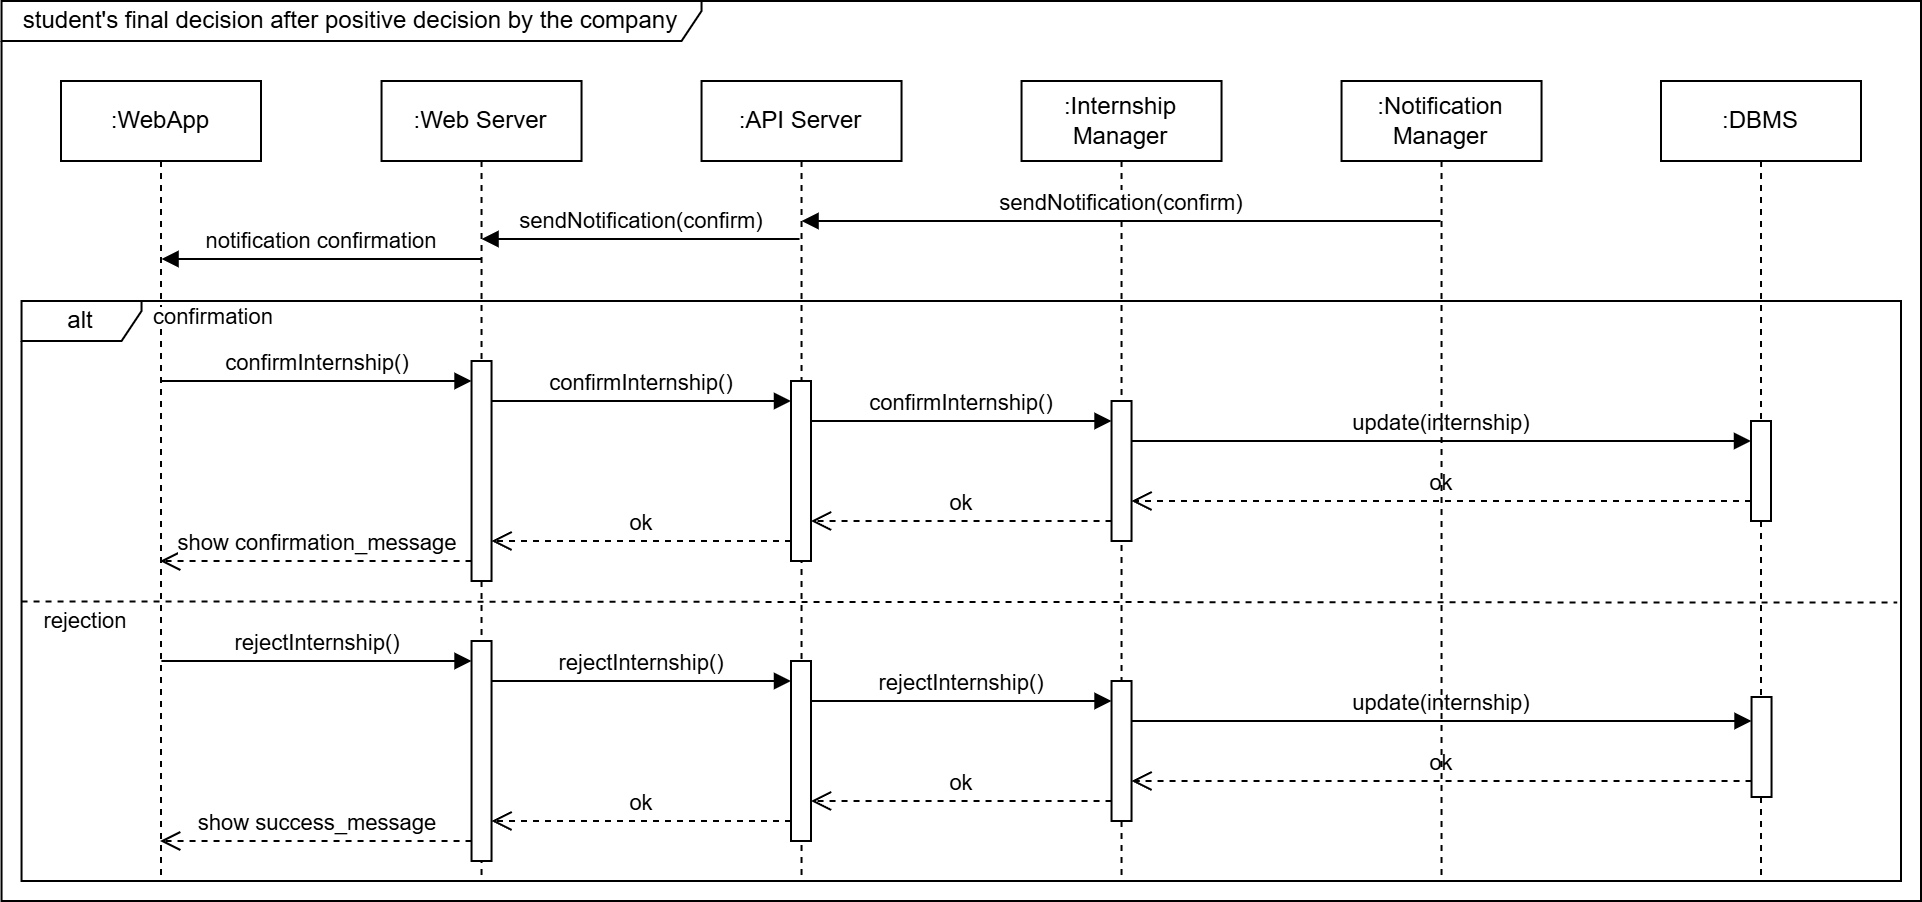 student's final decision after positive decision by the company
:WebApp
:Web Server
:API Server
:Internship
Manager
:Notification
Manager
:DBMS
sendNotification(confirm)
sendNotification(confirm)
notification confirmation
alt
confirmation
confirmInternship()
confirmInternship()
confirmInternship()
update(internship)
ok
ok
ok
show confirmation_message
rejection
rejectInternship()
rejectInternship()
rejectInternship()
update(internship)
ok
ok
ok
show success_message